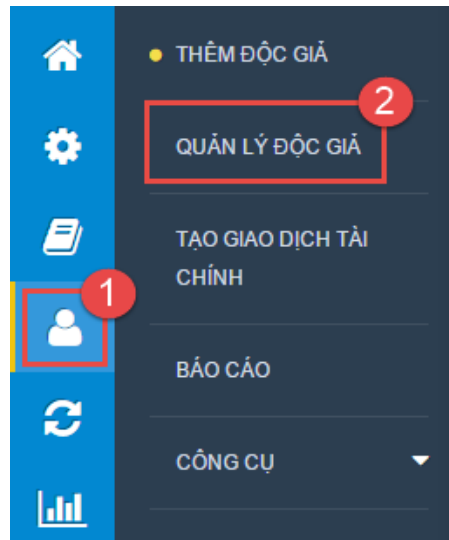 THÊM ĐỘC GIẢ
2
QUẢN LÝ ĐỘC GIẢ
TẠO GIAO DỊCH TÀI
CHÍNH
1
BÁO CÁO
CÔNG CỤ